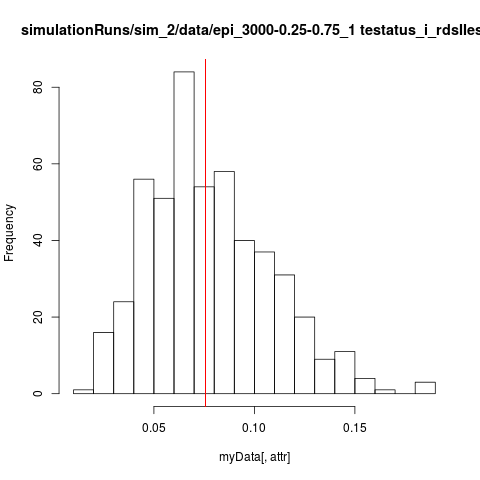 simulationRuns/sim_2/data/epi_3000-0.25-0.75_1 testatus_i_rdslles
Frequency
80
60
40
20
0
0.05 0.10 0.15
myData[, attr]